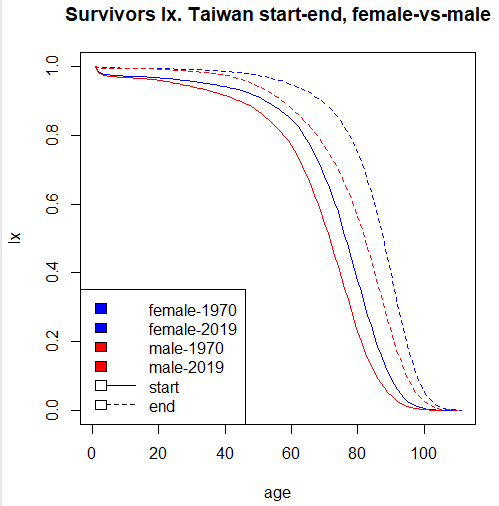 Survivors lx. Taiwan start-end, female-vs-male
lx
1.0
0.8
0.6
0.4
0.2
0.0
female-1970
female-2019
male-1970
male-2019
start
end
0 20 40 60 80 100
age